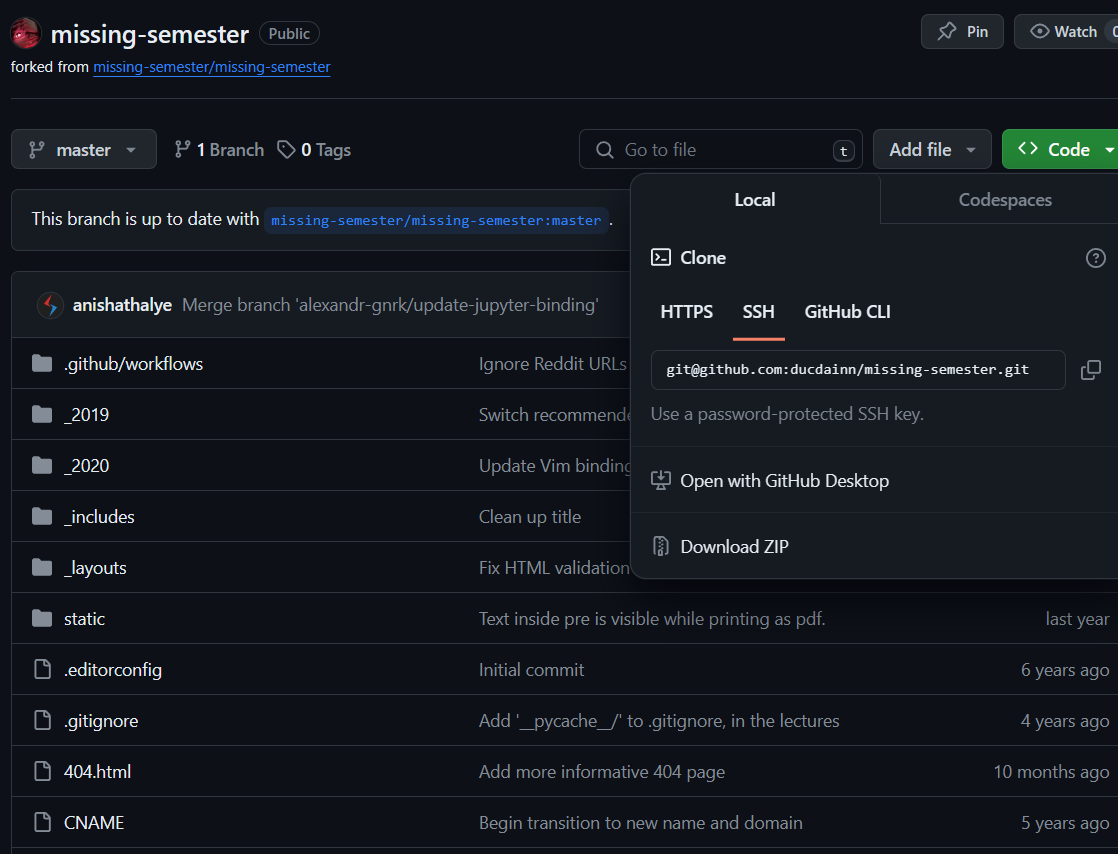 missing-semester Public Pin Watch
forked from missing-semester/missing-semester
master 1 Branch 0 Tags Go to file t Add file Code
This branch is up to date with missing-semester/missing-semester:master .
Local Codespaces
Clone
HTTPS SSH GitHub CLI
git@github.com:ducdainn/missing-semester.git
Use a password-protected SSH key.
Open with GitHub Desktop
Download ZIP
anishathalye Merge branch 'alexandr-gnrk/update-jupyter-binding'
.github/workflows Ignore Reddit URLs
_2019 Switch recommende
_2020 Update Vim binding
_includes Clean up title
_layouts Fix HTML validation
static Text inside pre is visible while printing as pdf. last year
.editorconfig Initial commit 6 years ago
.gitignore Add '__pycache__/' to .gitignore, in the lectures 4 years ago
404.html Add more informative 404 page 10 months ago
CNAME Begin transition to new name and domain 5 years ago